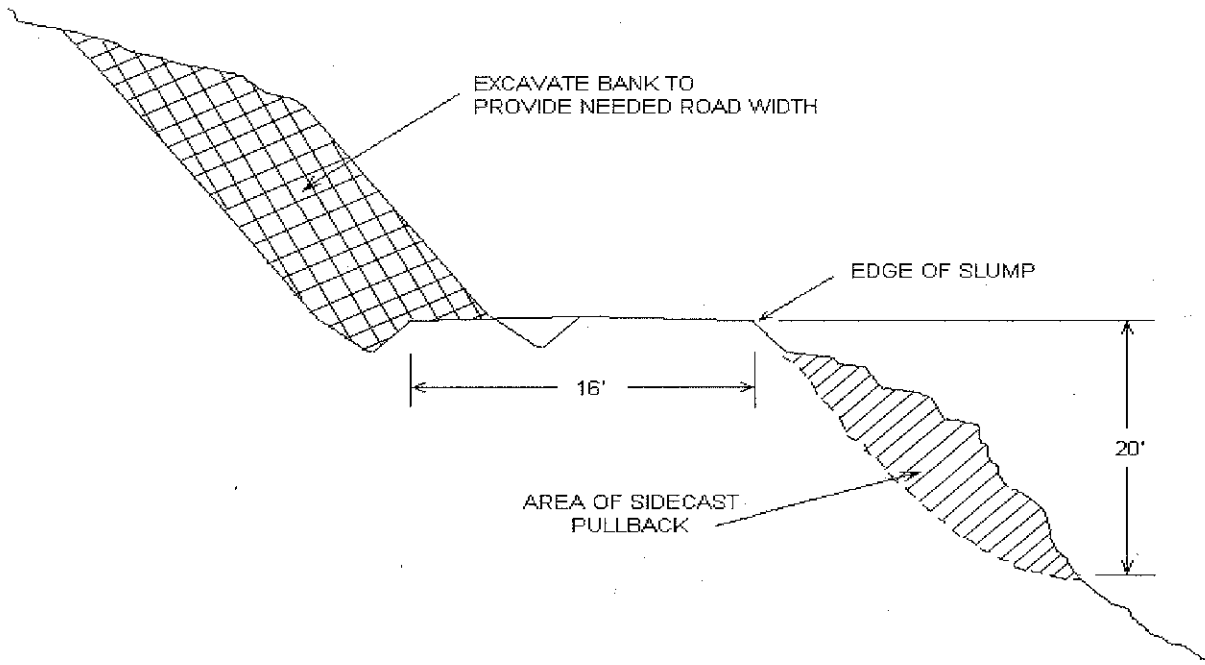 EXCAVATE BANK TO
PROVIDE NEEDED ROAD WIDTH
EDGE OF SLUMP
16'
20'
AREA OF SIDECAST
PULLBACK